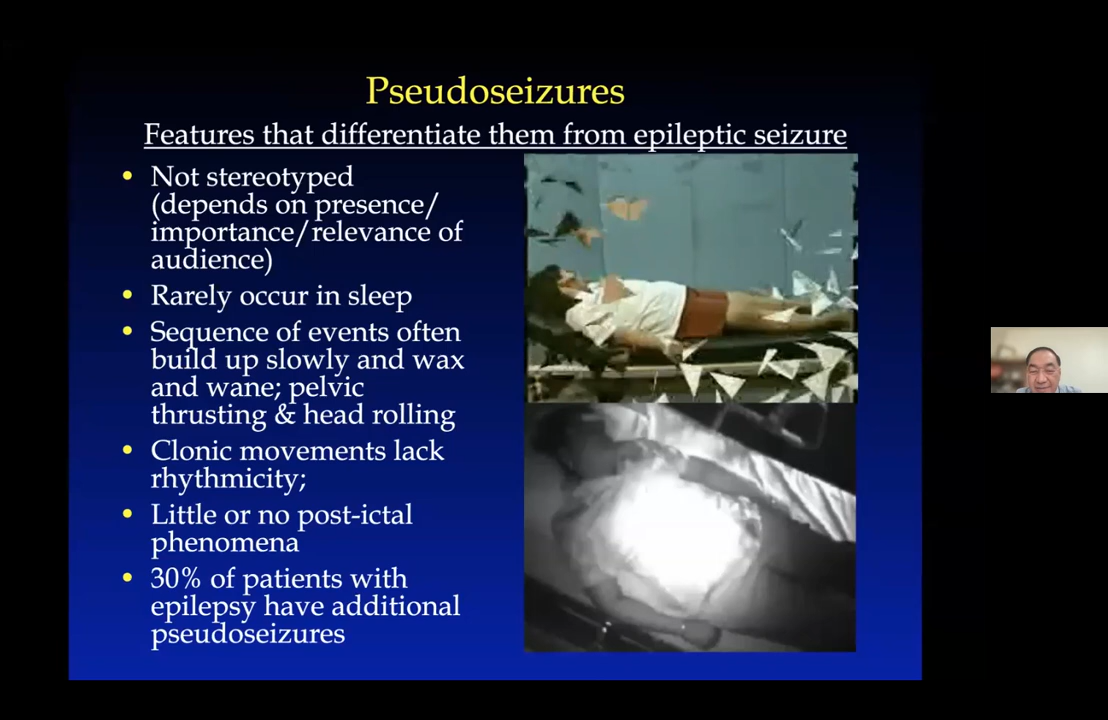 Pseudoseizures
Features that differentiate them from epileptic seizure
• Not stereotyped
(depends on presence/
importance/relevance of
audience)
• Rarely occur in sleep
• Sequence of events often
build up slowly and wax
and wane; pelvic
thrusting & head rolling
• Clonic movements lack
rhythmicity;
• Little or no post-ictal
phenomena
• 30% of patients with
epilepsy have additional
pseudoseizures